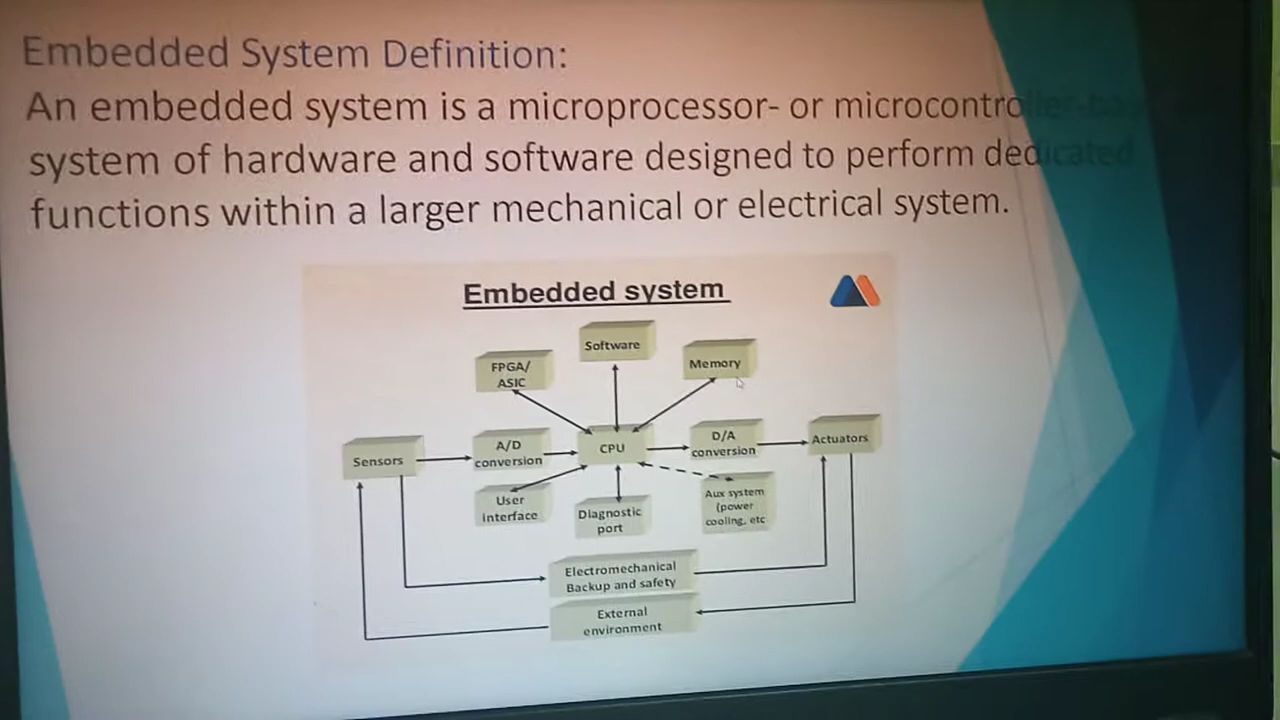 Embedded System Definition:
An embedded system is a microprocessor- or microcontroller-based
system of hardware and software designed to perform dedicated
functions within a larger mechanical or electrical system.
Embedded system
Software
FPGA/
ASIC
Memory
Sensors
A/D
conversion
CPU
D/A
conversion
Actuators
User
interface
Diagnostic
port
Aux system
(power
cooling, etc
Electromechanical
Backup and safety
External
environment